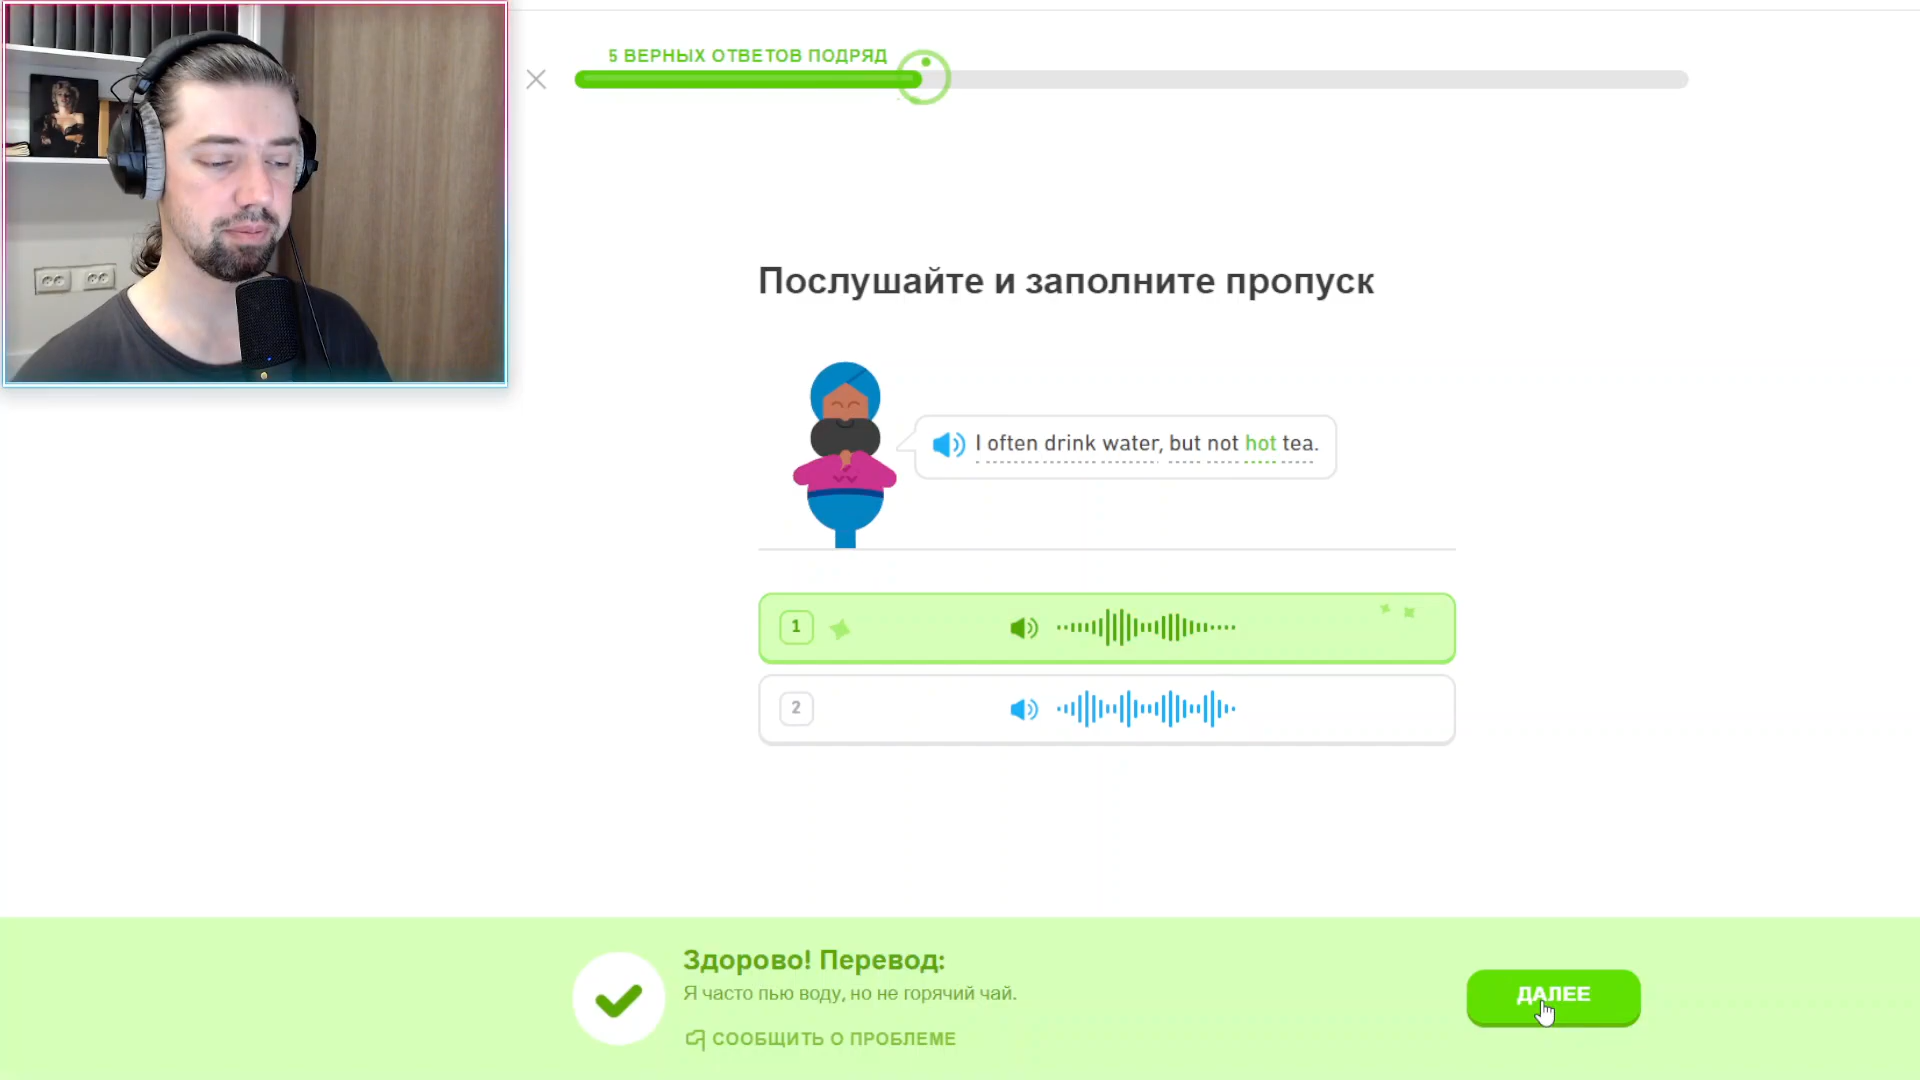 5 ВЕРНЫХ ОТВЕТОВ ПОДРЯД
Послушайте и заполните пропуск
I often drink water, but not hot tea.
1
2
Здорово! Перевод:
Я часто пью воду, но не горячий чай.
СООБЩИТЬ О ПРОБЛЕМЕ
ДАЛЕЕ